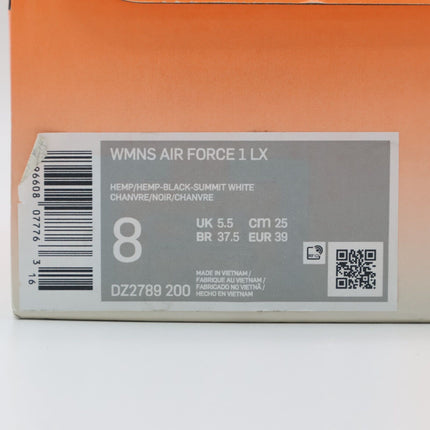 WMNS AIR FORCE 1 LX
HEMP/HEMP-BLACK-SUMMIT WHITE
CHANVRE/NOIR/CHANVRE
8
UK 5.5 cm 25
BR 37.5 EUR 39
MADE IN VIETNAM /
FABRIQUÉ AU VIETNAM /
FABRICADO NO VIETNÃ /
HECHO EN VIETNAM
DZ2789 200
96608 07776 3 16